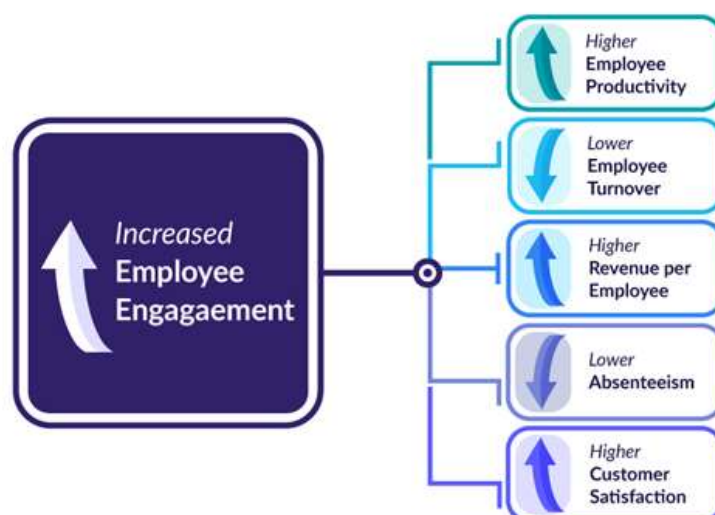 Increased
Employee
Engagaement
Higher
Employee
Productivity
Lower
Employee
Turnover
Higher
Revenue per
Employee
Lower
Absenteeism
Higher
Customer
Satisfaction